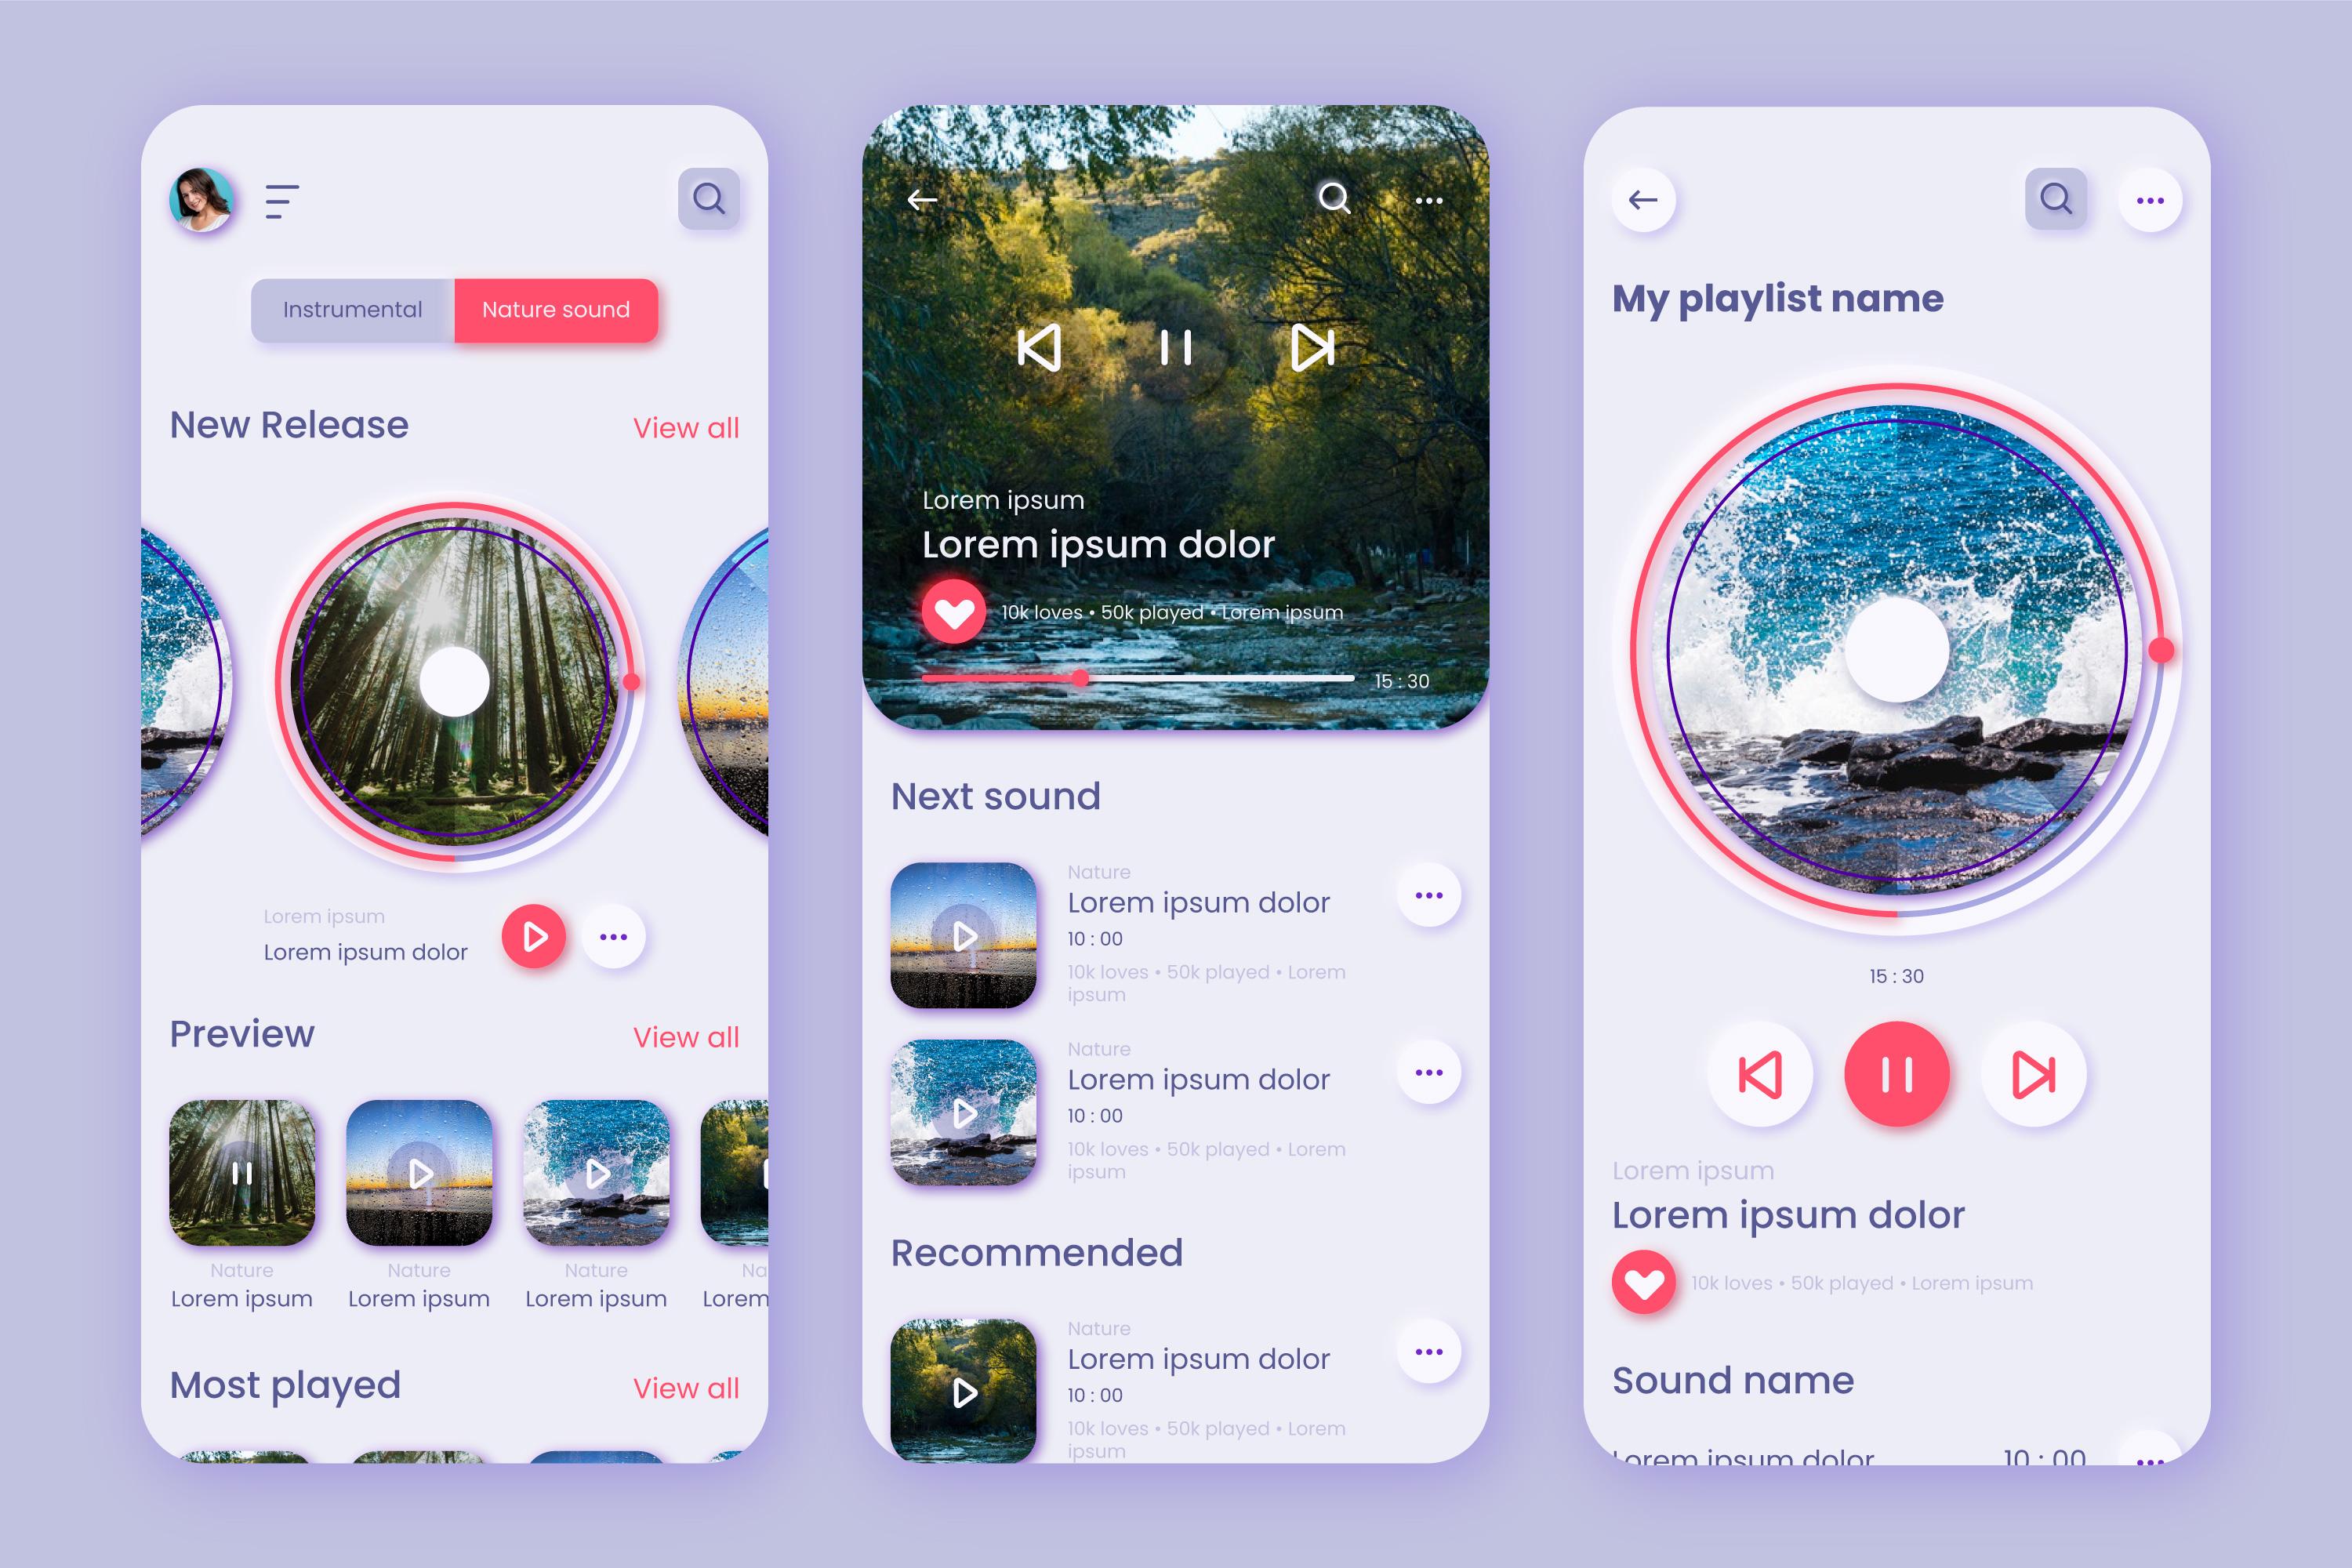 Instrumental
Nature sound
New Release
View all
Lorem ipsum
Lorem ipsum dolor
Preview
View all
Nature
Lorem ipsum
Nature
Lorem ipsum
Nature
Lorem ipsum
Na
Lorem
Most played
View all
Lorem ipsum
Lorem ipsum dolor
10k loves • 50k played • Lorem ipsum
15 : 30
Next sound
Nature
Lorem ipsum dolor
10 : 00
10k loves • 50k played • Lorem
ipsum
Nature
Lorem ipsum dolor
10 : 00
10k loves • 50k played • Lorem
ipsum
Recommended
Nature
Lorem ipsum dolor
10 : 00
10k loves • 50k played • Lorem
ipsum
My playlist name
15 : 30
Lorem ipsum
Lorem ipsum dolor
10k loves • 50k played • Lorem ipsum
Sound name
Lorem ipsum dolor
10 : 00